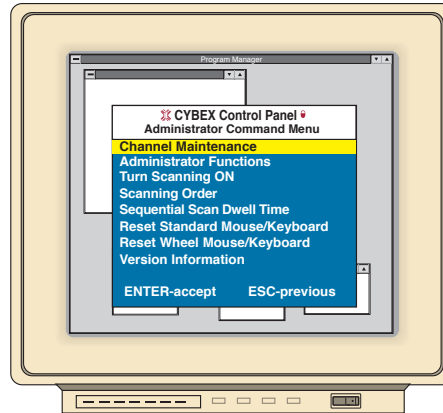 Program Manager
CYBEX Control Panel
Administrator Command Menu
Channel Maintenance
Administrator Functions
Turn Scanning ON
Scanning Order
Sequential Scan Dwell Time
Reset Standard Mouse/Keyboard
Reset Wheel Mouse/Keyboard
Version Information
ENTER-accept ESC-previous